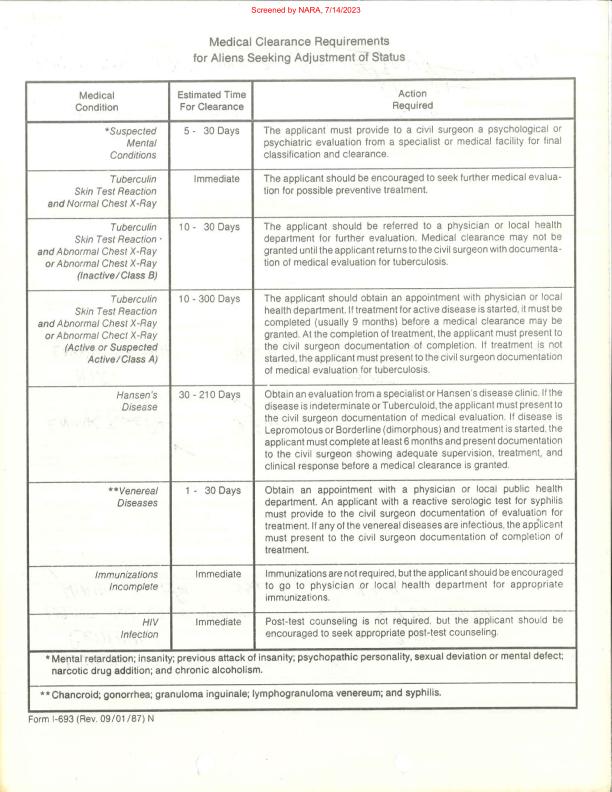 Screened by NARA, 7/14/2023
Medical Clearance Requirements
for Aliens Seeking Adjustment of Status
Medical
Condition
Estimated Time
For Clearance
Action
Required
*Suspected
Mental
Conditions
5 - 30 Days
The applicant must provide to a civil surgeon a psychological or
psychiatric evaluation from a specialist or medical facility for final
classification and clearance.
Tuberculin
Skin Test Reaction
and Normal Chest X-Ray
Immediate
The applicant should be encouraged to seek further medical evalua-
tion for possible preventive treatment.
Tuberculin
Skin Test Reaction
and Abnormal Chest X-Ray
or Abnormal Chest X-Ray
(Inactive/Class B)
10 - 30 Days
The applicant should be referred to a physician or local health
department for further evaluation. Medical clearance may not be
granted until the applicant returns to the civil surgeon with documenta-
tion of medical evaluation for tuberculosis.
Tuberculin
Skin Test Reaction
and Abnormal Chest X-Ray
or Abnormal Chect X-Ray
(Active or Suspected
Active/Class A)
10 - 300 Days
The applicant should obtain an appointment with physician or local
health department. If treatment for active disease is started, it must be
completed (usually 9 months) before a medical clearance may be
granted. At the completion of treatment, the applicant must present to
the civil surgeon documentation of completion. If treatment is not
started, the applicant must present to the civil surgeon documentation
of medical evaluation for tuberculosis.
Hansen's
Disease
30 - 210 Days
Obtain an evaluation from a specialist or Hansen's disease clinic. If the
disease is indeterminate or Tuberculoid, the applicant must present to
the civil surgeon documentation of medical evaluation. If disease is
Lepromotous or Borderline (dimorphous) and treatment is started, the
applicant must complete at least 6 months and present documentation
to the civil surgeon showing adequate supervision, treatment, and
clinical response before a medical clearance is granted.
**Venereal
Diseases
1 - 30 Days
Obtain an appointment with a physician or local public health
department. An applicant with a reactive serologic test for syphilis
must provide to the civil surgeon documentation of evaluation for
treatment. If any of the venereal diseases are infectious, the applicant
must present to the civil surgeon documentation of completion of
treatment.
Immunizations
Incomplete
Immediate
Immunizations are not required, but the applicant should be encouraged
to go to physician or local health department for appropriate
immunizations.
HIV
Infection
Immediate
Post-test counseling is not required, but the applicant should be
encouraged to seek appropriate post-test counseling.
*Mental retardation; insanity; previous attack of insanity; psychopathic personality, sexual deviation or mental defect;
narcotic drug addition; and chronic alcoholism.
**Chancroid; gonorrhea; granuloma inguinale; lymphogranuloma venereum; and syphilis.
Form I-693 (Rev. 09/01/87) N